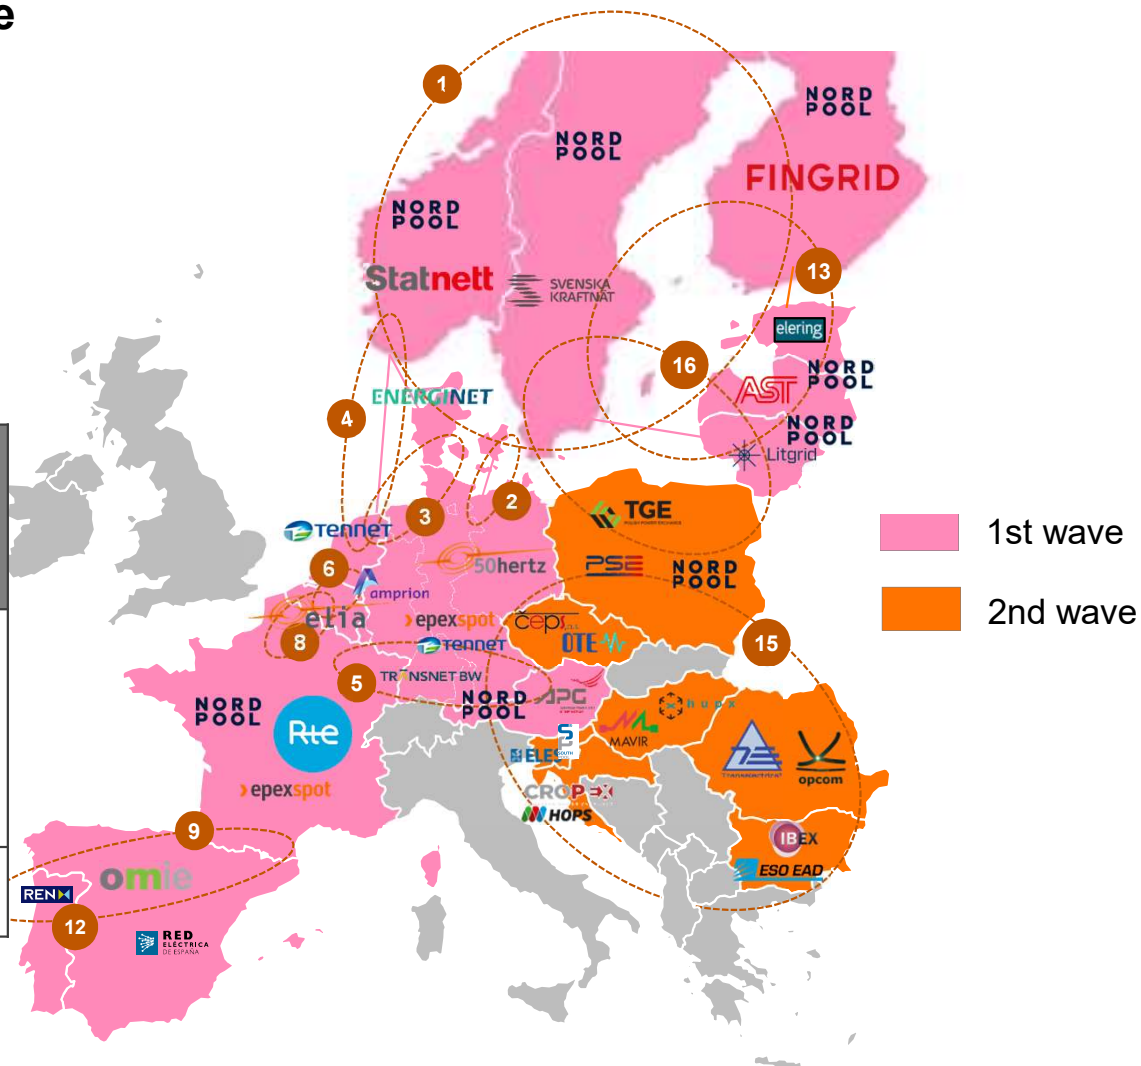 e
1
NORD
POOL
NORD
POOL
FINGRID
NORD
POOL
Statnett
SVENSKA
KRAFTNÄT
13
elering
16
NORD
POOL
AST
ENERGINET
4
NORD
POOL
Litgrid
2
3
TGE
TENNET
1st wave
6
50hertz
PSE
NORD
POOL
amprion
2nd wave
elia
epexspot
čeps
OTE
8
TENNET
15
5
TRANSNET BW
NORD
POOL
APG
NORD
POOL
Rte
hupx
MAVIR
ELES
SOUTH
Transelectrica
opcom
epexspot
CROPEX
HOPS
9
IBEX
omie
ESO EAD
REN
12
RED
ELÉCTRICA
DE ESPAÑA